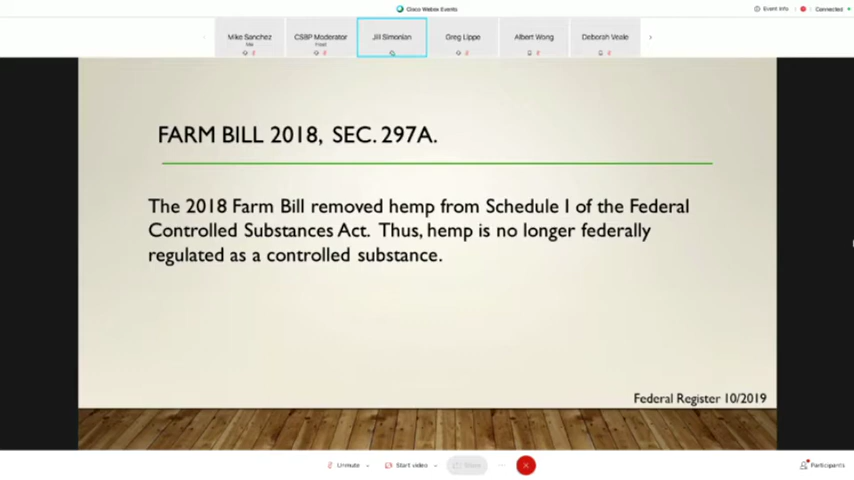 Cisco Webex Events
Event Info
Connected
Mike Sanchez
Me
CSBP Moderator
Host
Jill Simonian
Greg Lippe
Albert Wong
Deborah Veale
FARM BILL 2018, SEC. 297A.
The 2018 Farm Bill removed hemp from Schedule I of the Federal
Controlled Substances Act. Thus, hemp is no longer federally
regulated as a controlled substance.
Federal Register 10/2019
Unmute
Start video
Share
Participants